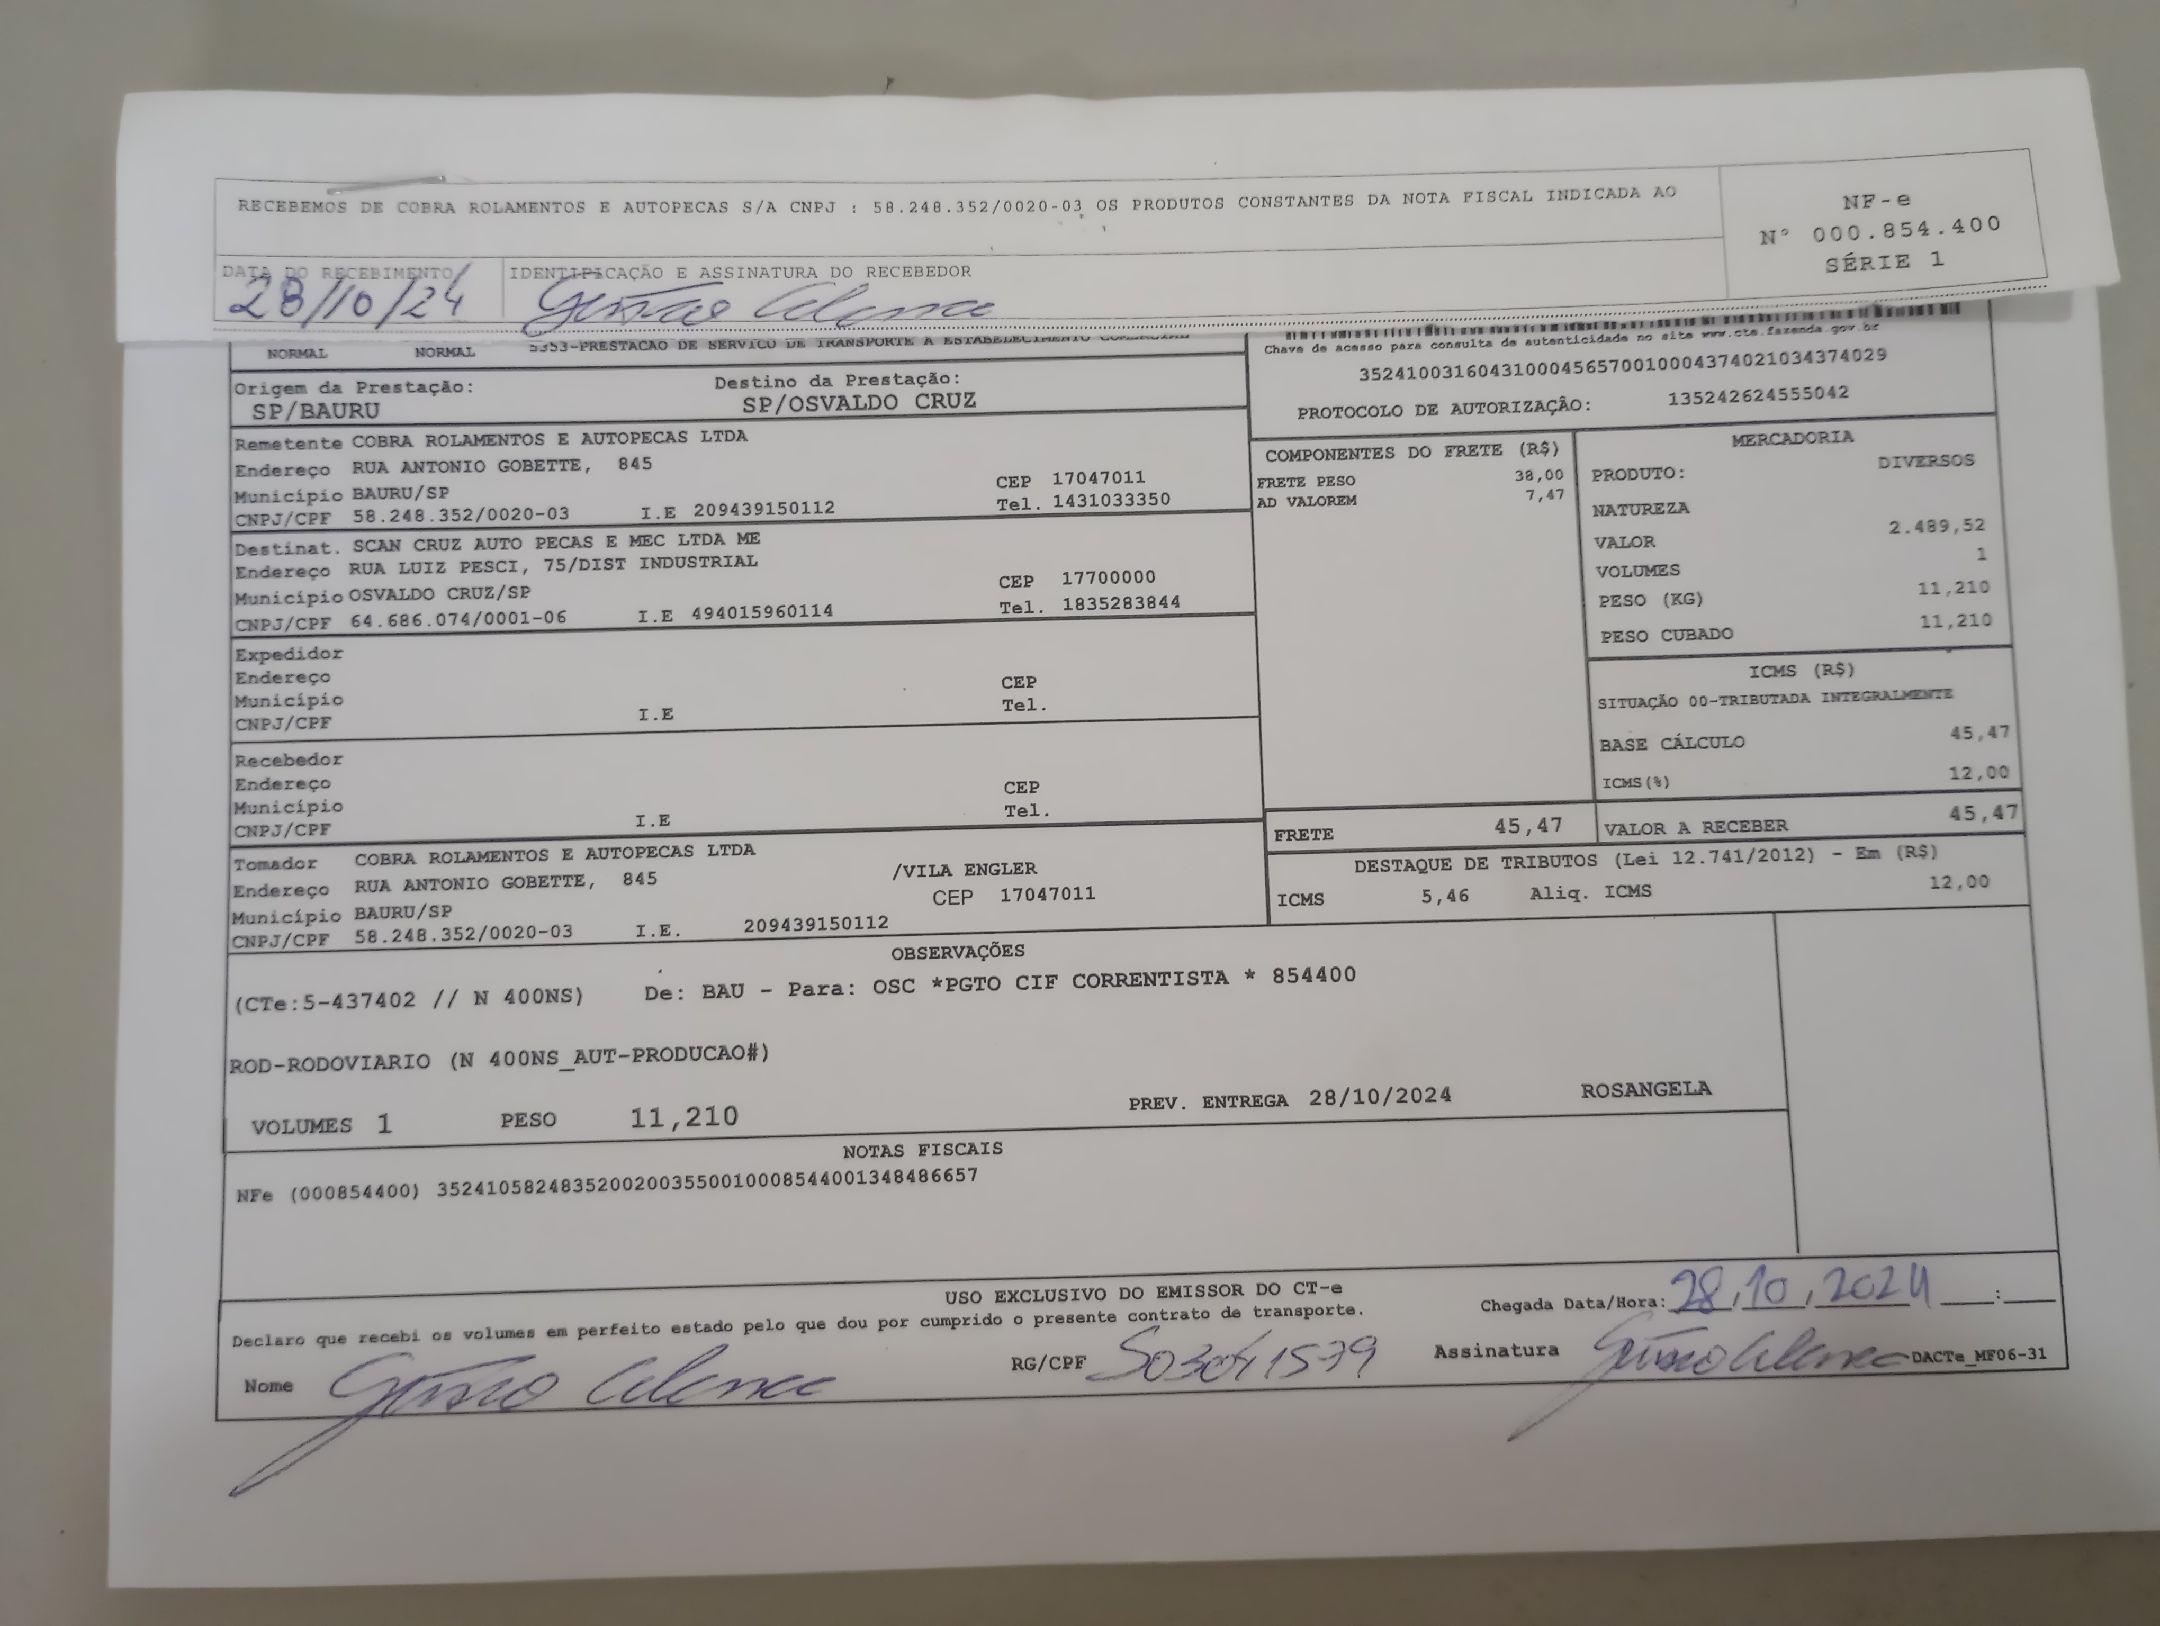 RECEBEMOS DE COBRA ROLAMENTOS E AUTOPECAS S/A CNPJ : 58.248.352/0020-03 OS PRODUTOS CONSTANTES DA NOTA FISCAL INDICADA AO
NF-e
N° 000.854.400
SÉRIE 1
DATA DO RECEBIMENTO
28/10/24
IDENTIFICAÇÃO E ASSINATURA DO RECEBEDOR
NORMAL NORMAL 5353-PRESTACAO DE SERVICO DE TRANSPORTE A ESTABELECIMENTO COMERCIAL
Chave de acesso para consulta de autenticidade no site www.cte.fazenda.gov.br
35241003160431000456570010004374021034374029
PROTOCOLO DE AUTORIZAÇÃO: 135242624555042
Origem da Prestação: Destino da Prestação:
SP/BAURU SP/OSVALDO CRUZ
Remetente COBRA ROLAMENTOS E AUTOPECAS LTDA
Endereço RUA ANTONIO GOBETTE, 845
Município BAURU/SP CEP 17047011
CNPJ/CPF 58.248.352/0020-03 I.E 209439150112 Tel. 1431033350
Destinat. SCAN CRUZ AUTO PECAS E MEC LTDA ME
Endereço RUA LUIZ PESCI, 75/DIST INDUSTRIAL
Município OSVALDO CRUZ/SP CEP 17700000
CNPJ/CPF 64.686.074/0001-06 I.E 494015960114 Tel. 1835283844
Expedidor
Endereço
Município CEP
CNPJ/CPF I.E Tel.
Recebedor
Endereço
Município CEP
CNPJ/CPF I.E Tel.
Tomador COBRA ROLAMENTOS E AUTOPECAS LTDA
Endereço RUA ANTONIO GOBETTE, 845 /VILA ENGLER
Município BAURU/SP CEP 17047011
CNPJ/CPF 58.248.352/0020-03 I.E. 209439150112
COMPONENTES DO FRETE (R$)
FRETE PESO 38,00
AD VALOREM 7,47
MERCADORIA
PRODUTO: DIVERSOS
NATUREZA
VALOR 2.489,52
VOLUMES 1
PESO (KG) 11,210
PESO CUBADO 11,210
ICMS (R$)
SITUAÇÃO 00-TRIBUTADA INTEGRALMENTE
BASE CÁLCULO 45,47
ICMS(%) 12,00
FRETE 45,47 VALOR A RECEBER 45,47
DESTAQUE DE TRIBUTOS (Lei 12.741/2012) - Em (R$)
ICMS 5,46 Aliq. ICMS 12,00
OBSERVAÇÕES
(CTe:5-437402 // N 400NS) De: BAU - Para: OSC *PGTO CIF CORRENTISTA * 854400
ROD-RODOVIARIO (N 400NS_AUT-PRODUCAO#)
VOLUMES 1 PESO 11,210 PREV. ENTREGA 28/10/2024 ROSANGELA
NOTAS FISCAIS
NFe (000854400) 35241058248352002003550010008544001348486657
USO EXCLUSIVO DO EMISSOR DO CT-e
Declaro que recebi os volumes em perfeito estado pelo que dou por cumprido o presente contrato de transporte.
Chegada Data/Hora: 28,10,2024 :
Nome
RG/CPF
Assinatura
DACTe_MF06-31